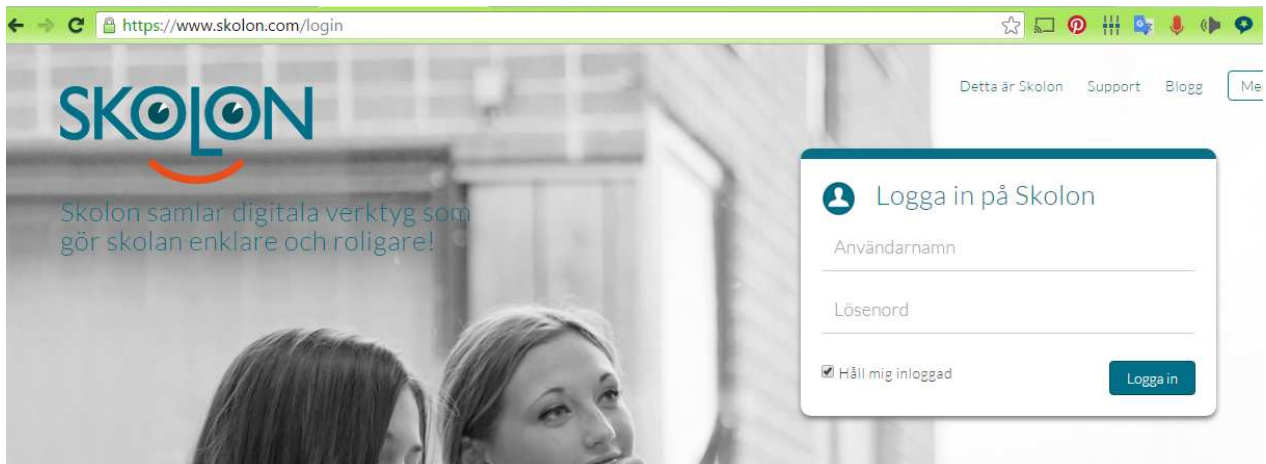 https://www.skolon.com/login
SKOLON
Detta är Skolon Support Blogg
Skolon samlar digitala verktyg som
gör skolan enklare och roligare!
Logga in på Skolon
Användarnamn
Lösenord
Håll mig inloggad
Logga in